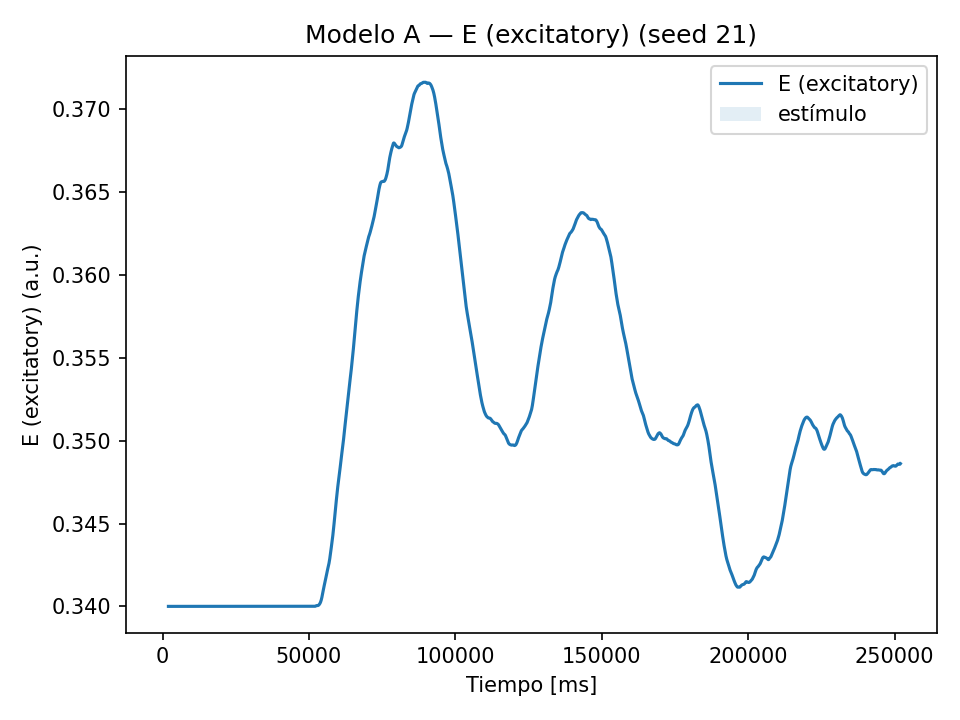 Modelo A — E (excitatory) (seed 21)
E (excitatory)
estímulo
E (excitatory) (a.u.)
0.370
0.365
0.360
0.355
0.350
0.345
0.340
0 50000 100000 150000 200000 250000
Tiempo [ms]